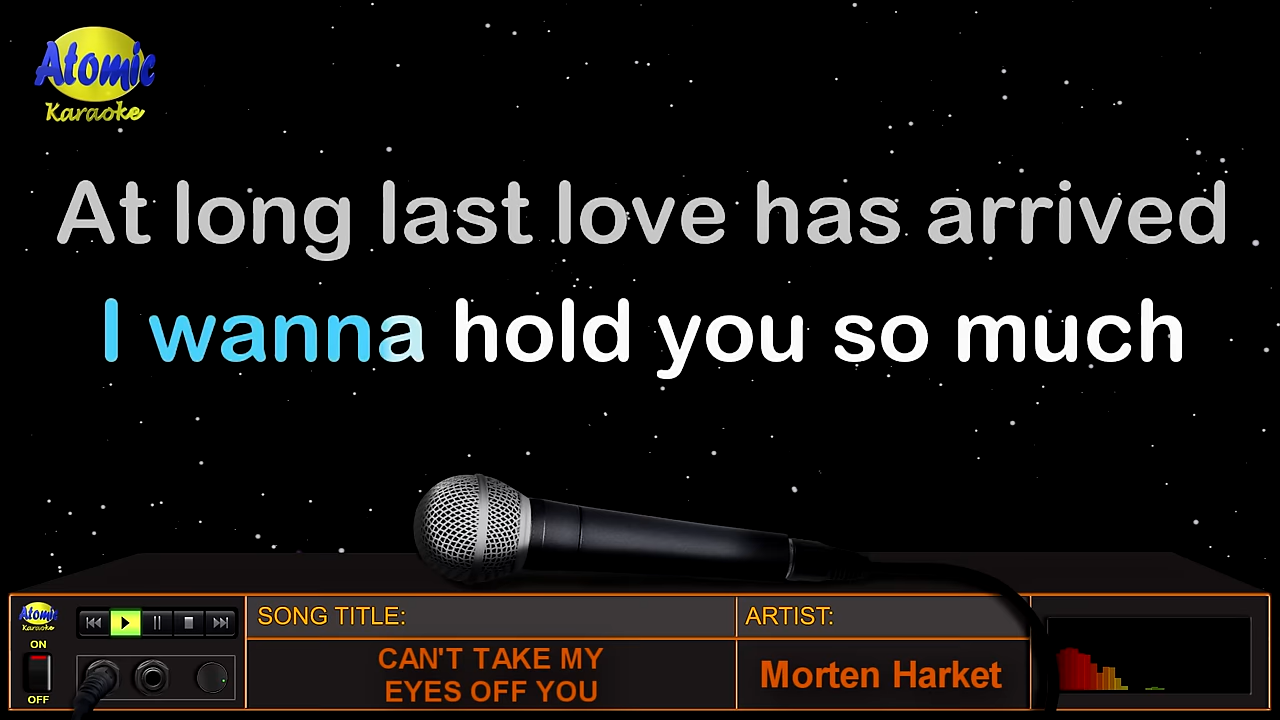 Atomic
Karaoke
At long last love has arrived
I wanna hold you so much
Atomic
Karaoke
ON
OFF
SONG TITLE:
CAN'T TAKE MY
EYES OFF YOU
ARTIST:
Morten Harket